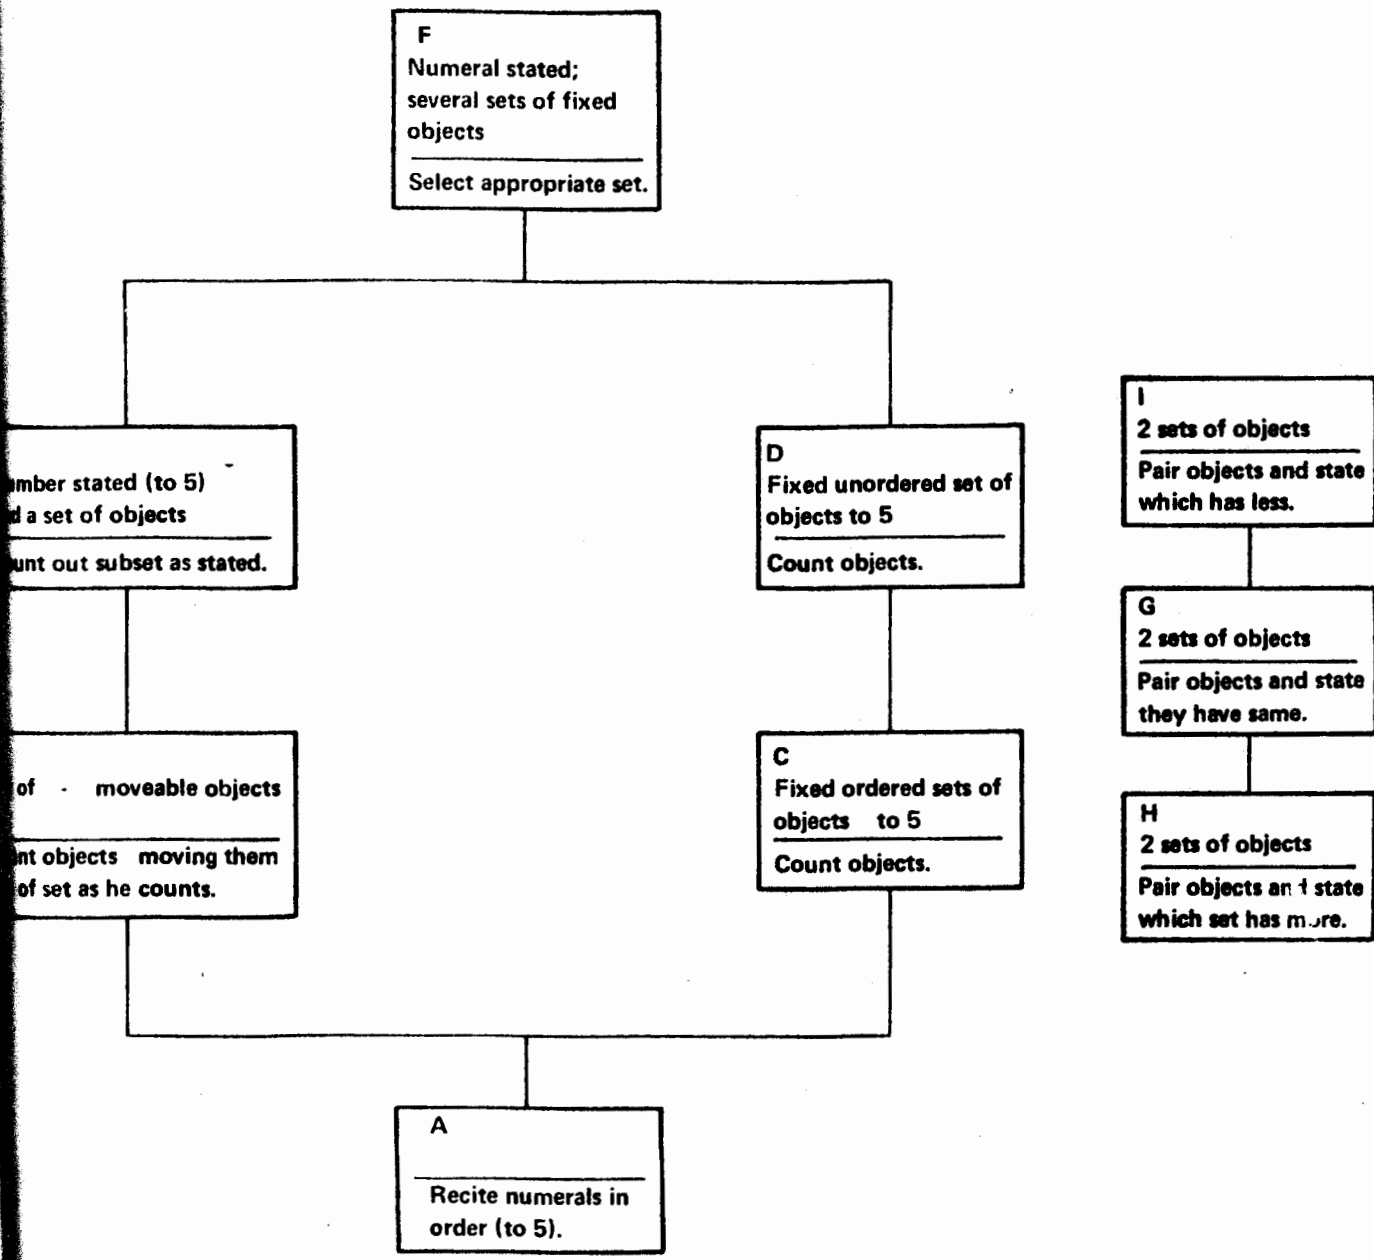 F
Numeral stated;
several sets of fixed
objects
Select appropriate set.
stated (to 5)
a set of objects
out subset as stated.
D
Fixed unordered set of
objects to 5
Count objects.
I
2 sets of objects
Pair objects and state
which has less.
G
2 sets of objects
Pair objects and state
they have same.
of moveable objects
objects moving them
of set as he counts.
C
Fixed ordered sets of
objects to 5
Count objects.
H
2 sets of objects
Pair objects and state
which set has more.
A
Recite numerals in
order (to 5).